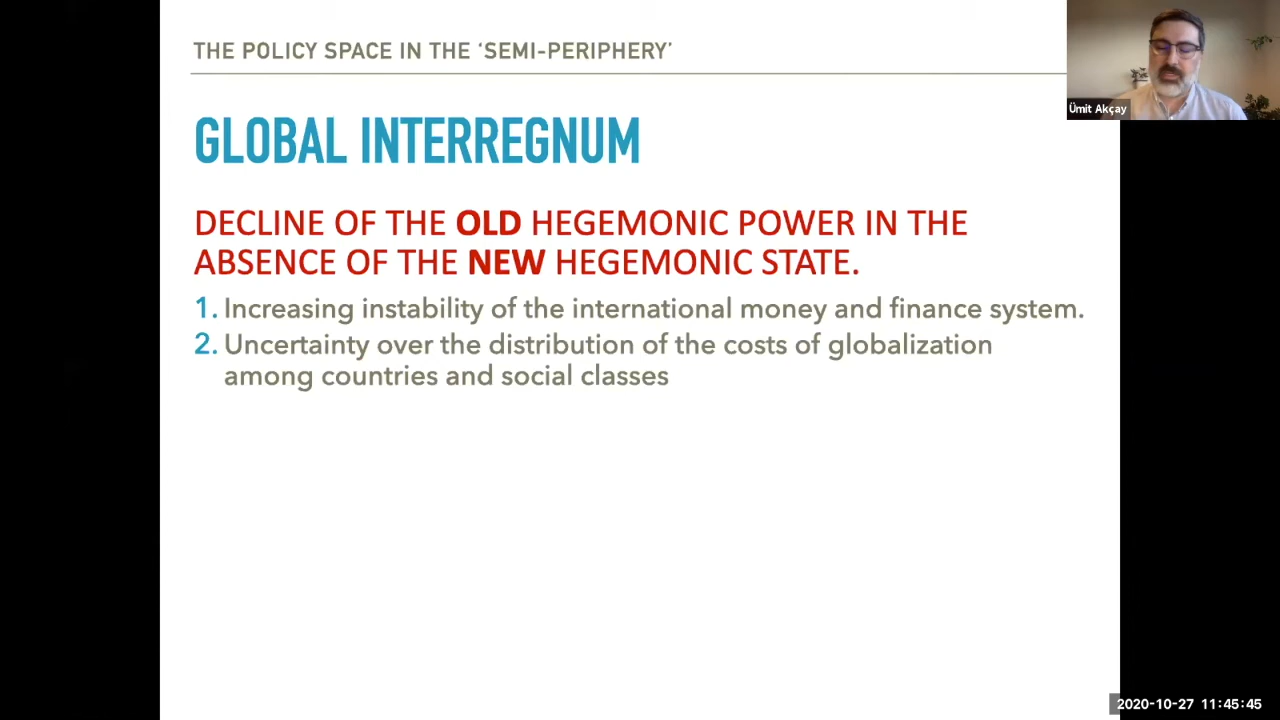 THE POLICY SPACE IN THE ‘SEMI-PERIPHERY’
GLOBAL INTERREGNUM
DECLINE OF THE OLD HEGEMONIC POWER IN THE
ABSENCE OF THE NEW HEGEMONIC STATE.
1. Increasing instability of the international money and finance system.
2. Uncertainty over the distribution of the costs of globalization
among countries and social classes
Ümit Akçay
2020-10-27 11:45:45